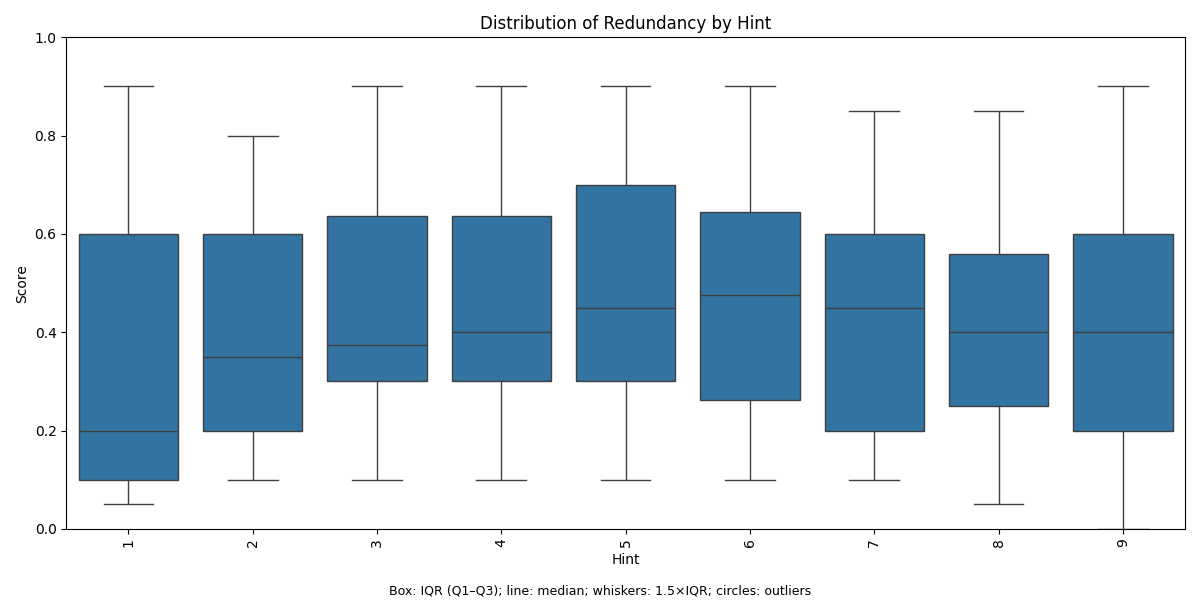 Distribution of Redundancy by Hint
1.0
0.8
0.6
0.4
0.2
0.0
Score
1 2 3 4 5 6 7 8 9
Hint
Box: IQR (Q1–Q3); line: median; whiskers: 1.5×IQR; circles: outliers